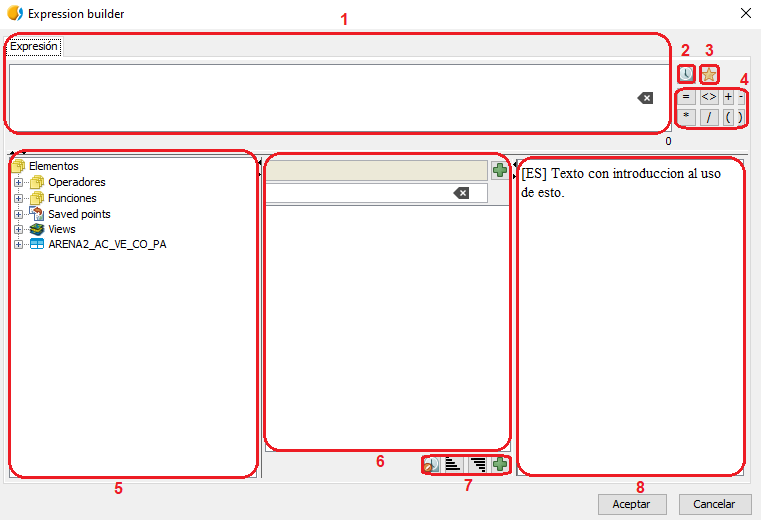 Expression builder
1
Expresión
2 3
4
= <> + -
* / ( )
0
Elementos
Operadores
Funciones
Saved points
Views
ARENA2_AC_VE_CO_PA
[ES] Texto con introduccion al uso
de esto.
5
6
7
8
Aceptar
Cancelar